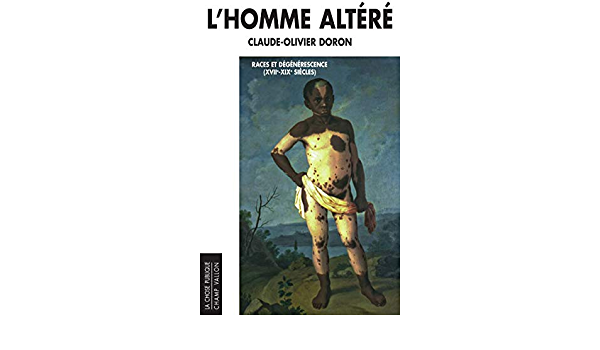 L'HOMME ALTÉRÉ
CLAUDE-OLIVIER DORON
RACES ET DÉGÉNÉRESCENCE
(XVIIᵉ-XIXᵉ SIÈCLES)
LA CHOSE PUBLIQUE
CHAMP VALLON